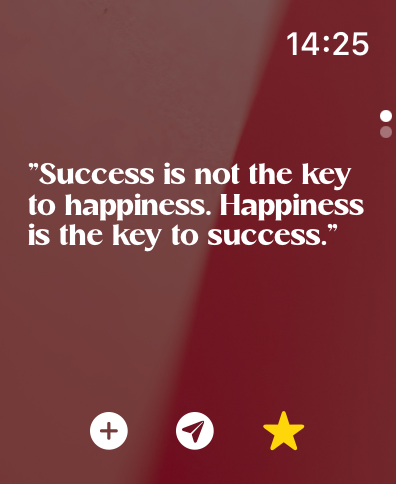 14:25
”Success is not the key
to happiness. Happiness
is the key to success.”